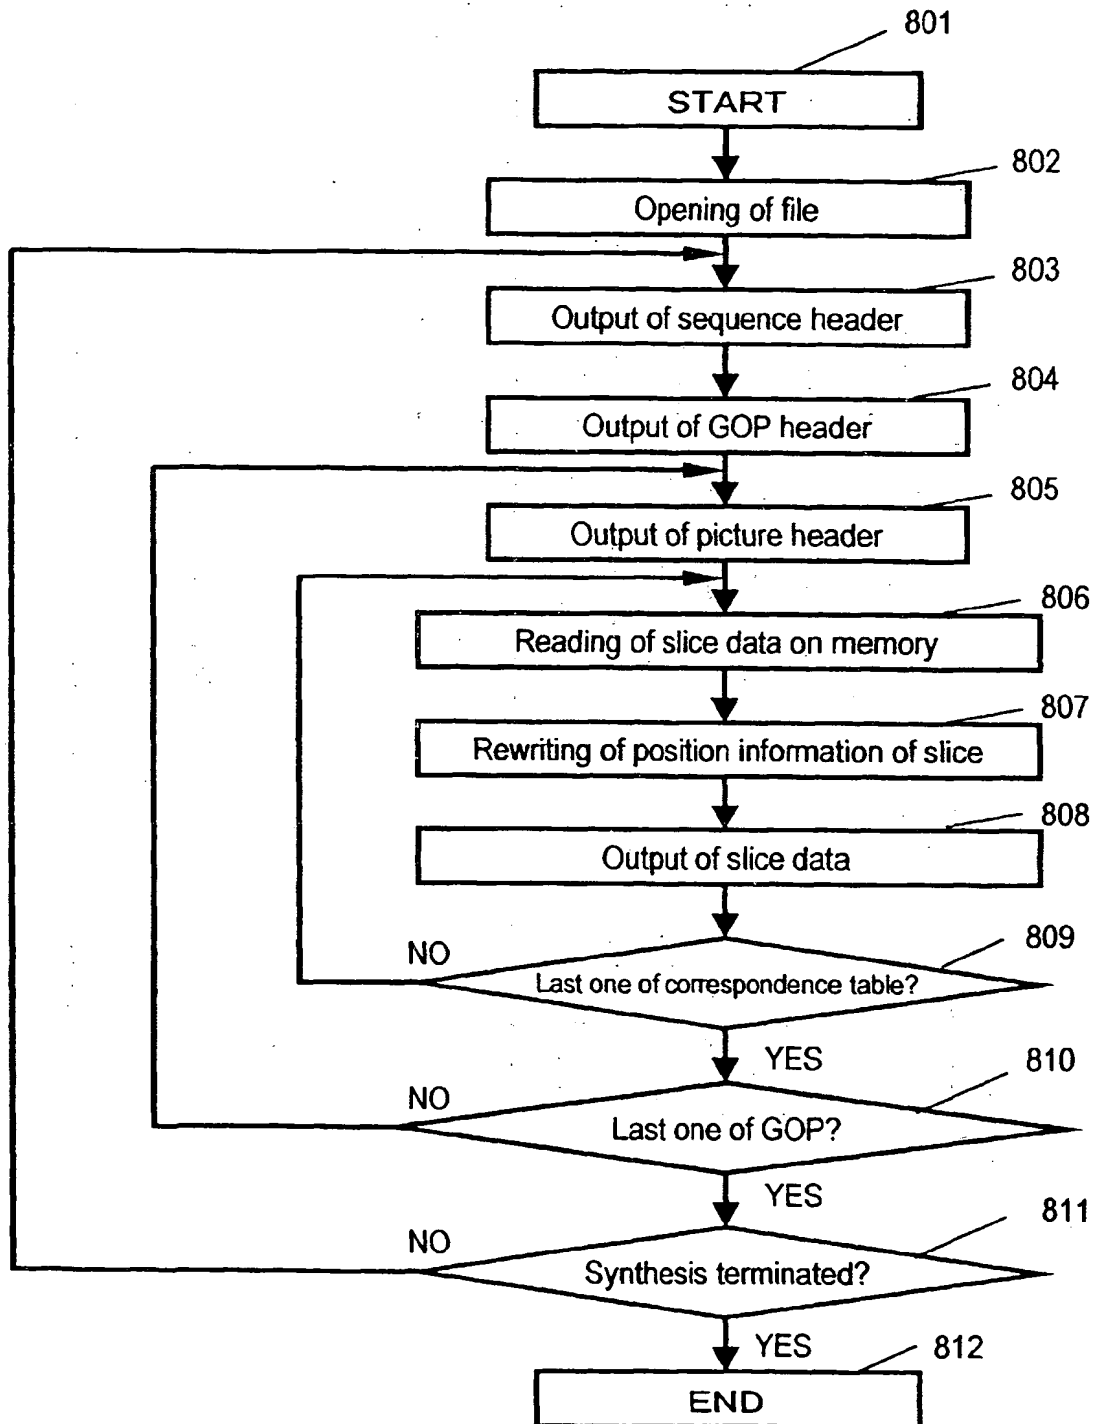 801
START
802
Opening of file
803
Output of sequence header
804
Output of GOP header
805
Output of picture header
806
Reading of slice data on memory
807
Rewriting of position information of slice
808
Output of slice data
809
NO
Last one of correspondence table?
YES
810
NO
Last one of GOP?
YES
811
NO
Synthesis terminated?
YES
812
END